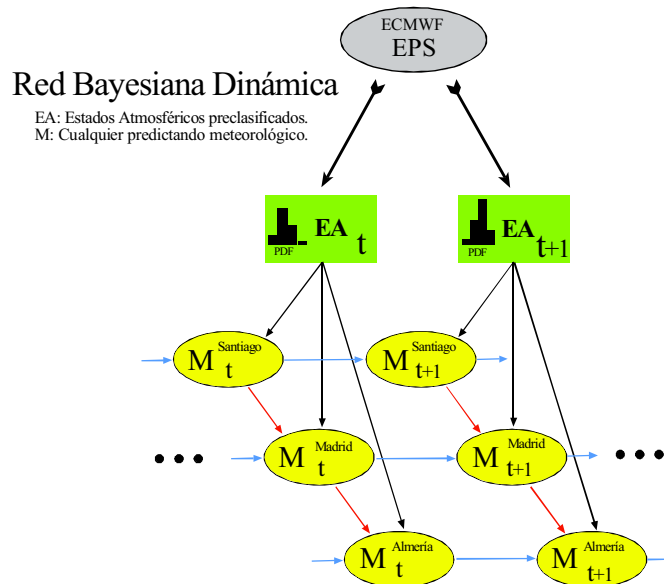 ECMWF
EPS
Red Bayesiana Dinámica
EA: Estados Atmosféricos preclasificados.
M: Cualquier predictando meteorológico.
PDF EA t
PDF EA t+1
M Santiago t
M Santiago t+1
M Madrid t
M Madrid t+1
M Almería t
M Almería t+1